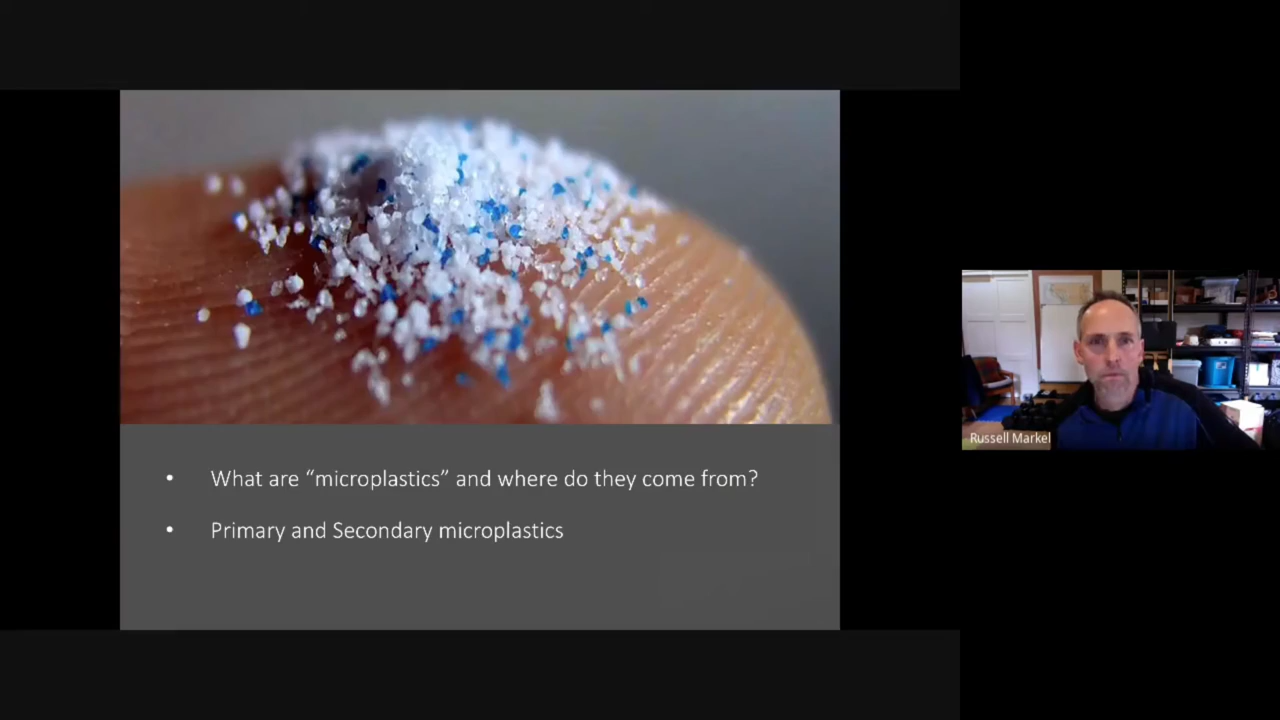 • What are “microplastics” and where do they come from?
• Primary and Secondary microplastics
Russell Markel